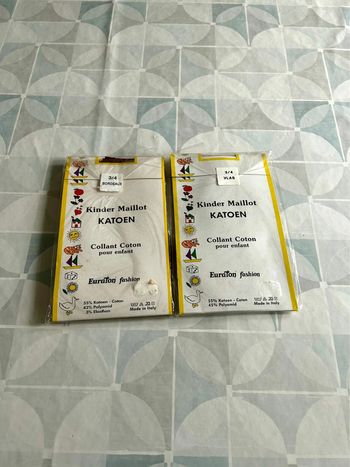 3/4
BORDEAUX
Kinder Maillot
KATOEN
Collant Coton
pour enfant
Euraton fashion
55% Katoen - Coton
42% Polyamid
3% Elasthan
Made in Italy
3/4
VLAS
Kinder Maillot
KATOEN
Collant Coton
pour enfant
Euraton fashion
55% Katoen - Coton
45% Polyamid
Made in Italy